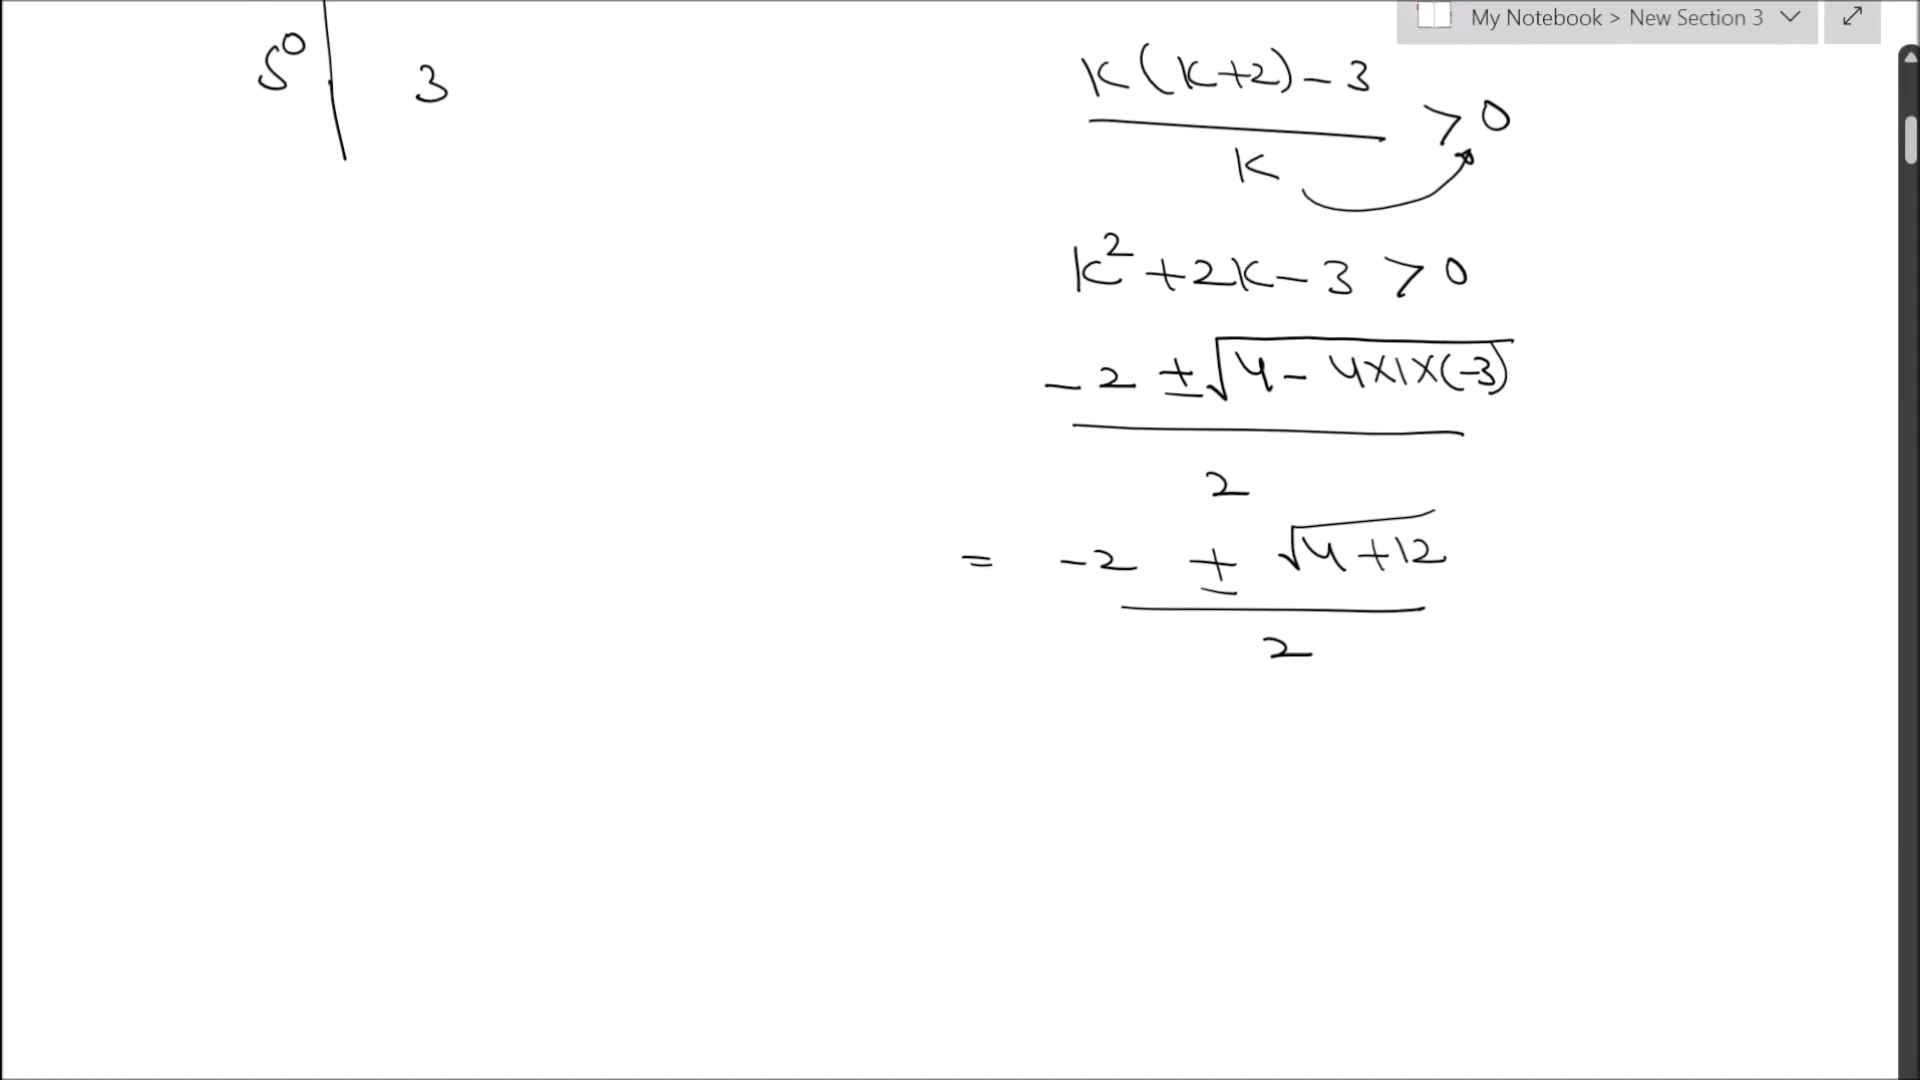 My Notebook > New Section 3
s⁰ | 3
K(K+2)-3
> 0
K
K²+2K-3 > 0
-2 ± √4-4×1×(-3)
2
= -2 ± √4+12
2